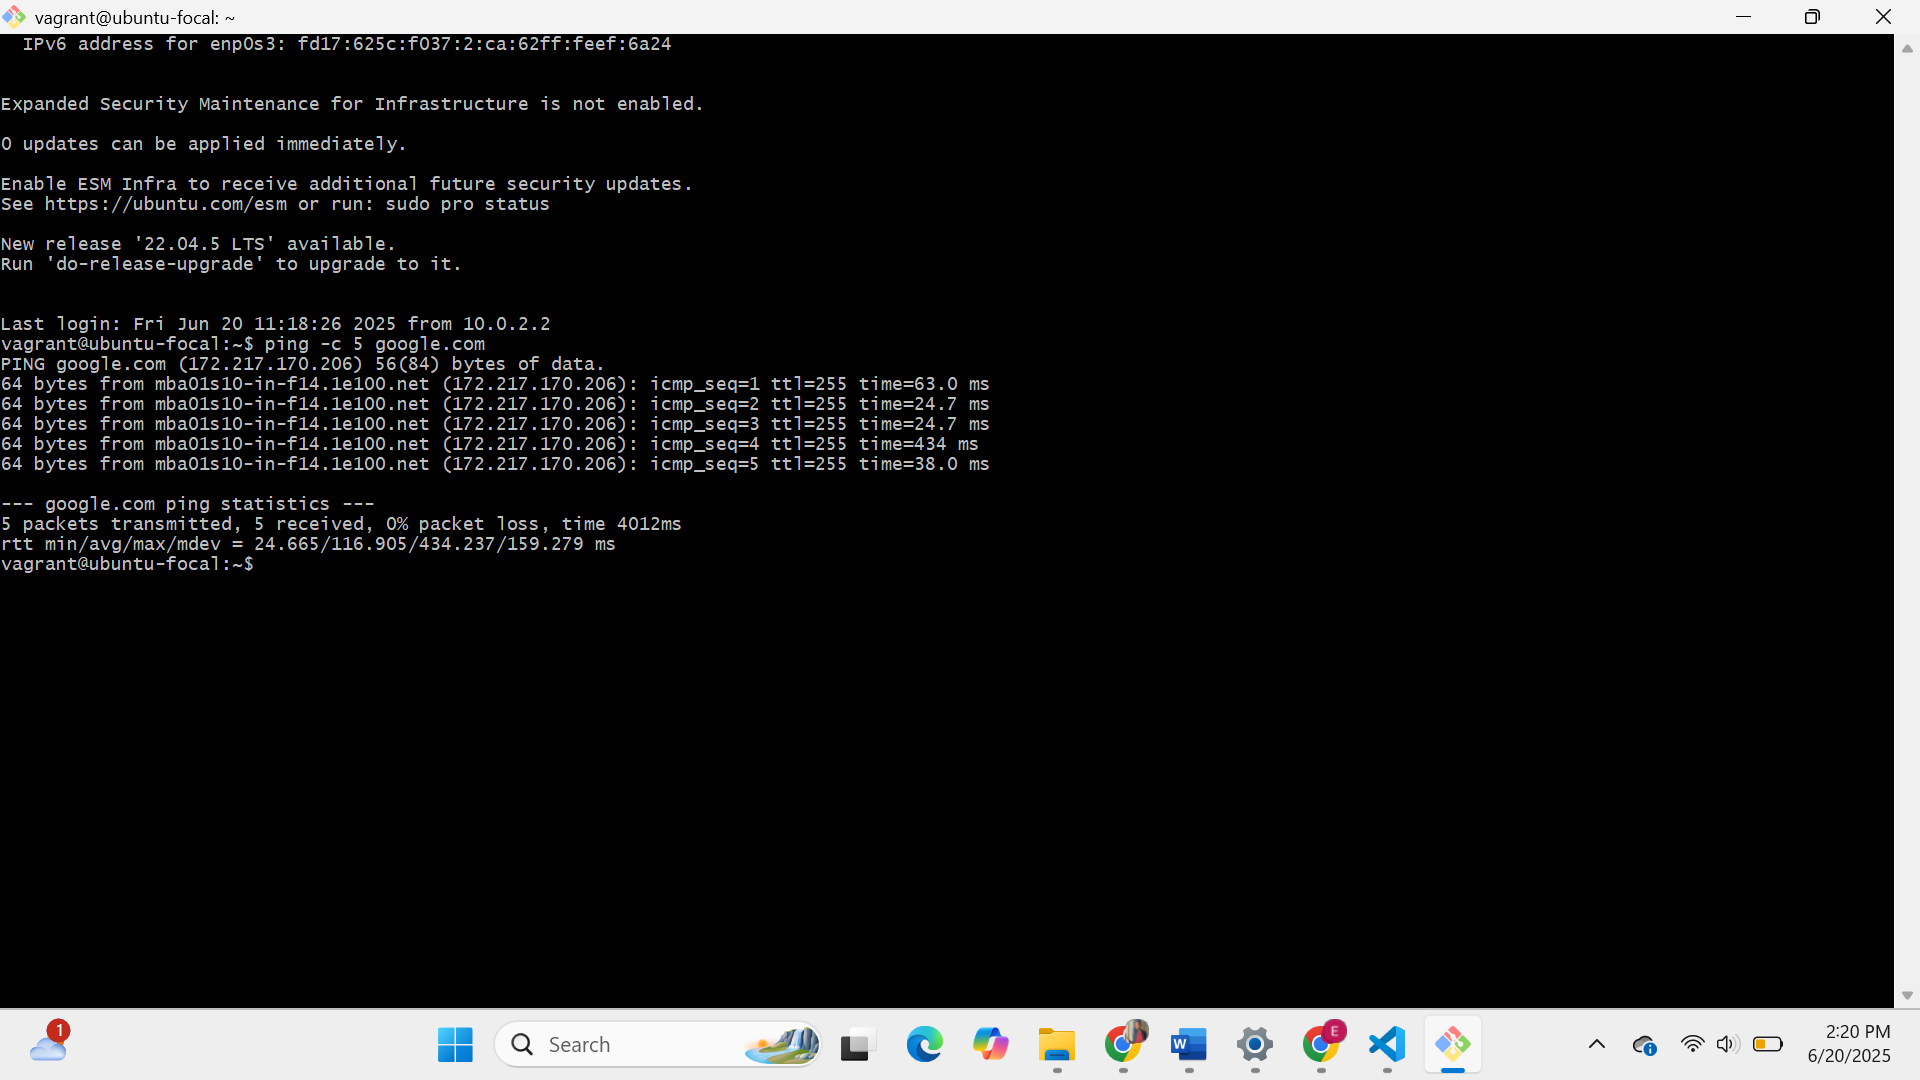 vagrant@ubuntu-focal: ~
  IPv6 address for enp0s3: fd17:625c:f037:2:ca:62ff:feef:6a24
Expanded Security Maintenance for Infrastructure is not enabled.
0 updates can be applied immediately.
Enable ESM Infra to receive additional future security updates.
See https://ubuntu.com/esm or run: sudo pro status
New release '22.04.5 LTS' available.
Run 'do-release-upgrade' to upgrade to it.
Last login: Fri Jun 20 11:18:26 2025 from 10.0.2.2
vagrant@ubuntu-focal:~$ ping -c 5 google.com
PING google.com (172.217.170.206) 56(84) bytes of data.
64 bytes from mba01s10-in-f14.1e100.net (172.217.170.206): icmp_seq=1 ttl=255 time=63.0 ms
64 bytes from mba01s10-in-f14.1e100.net (172.217.170.206): icmp_seq=2 ttl=255 time=24.7 ms
64 bytes from mba01s10-in-f14.1e100.net (172.217.170.206): icmp_seq=3 ttl=255 time=24.7 ms
64 bytes from mba01s10-in-f14.1e100.net (172.217.170.206): icmp_seq=4 ttl=255 time=434 ms
64 bytes from mba01s10-in-f14.1e100.net (172.217.170.206): icmp_seq=5 ttl=255 time=38.0 ms
--- google.com ping statistics ---
5 packets transmitted, 5 received, 0% packet loss, time 4012ms
rtt min/avg/max/mdev = 24.665/116.905/434.237/159.279 ms
vagrant@ubuntu-focal:~$
1
Search
W
E
2:20 PM
6/20/2025